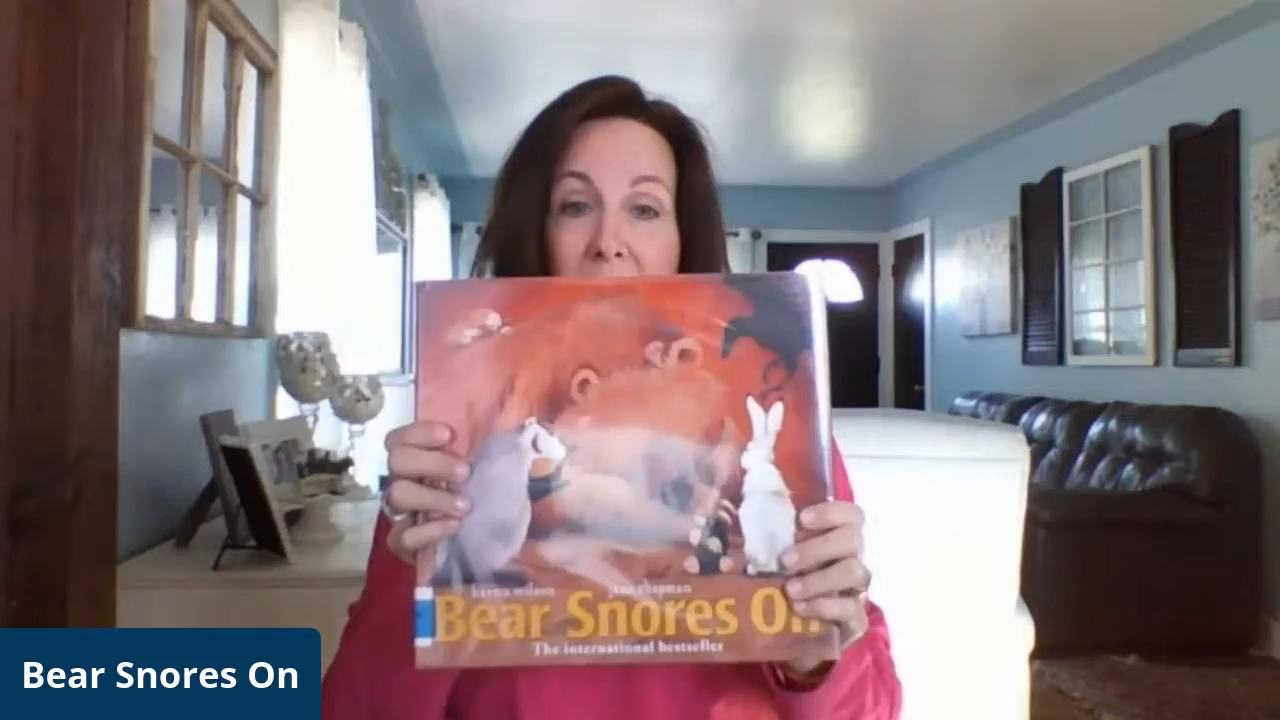 karma wilson jane chapman
Bear Snores On
The international bestseller
Bear Snores On